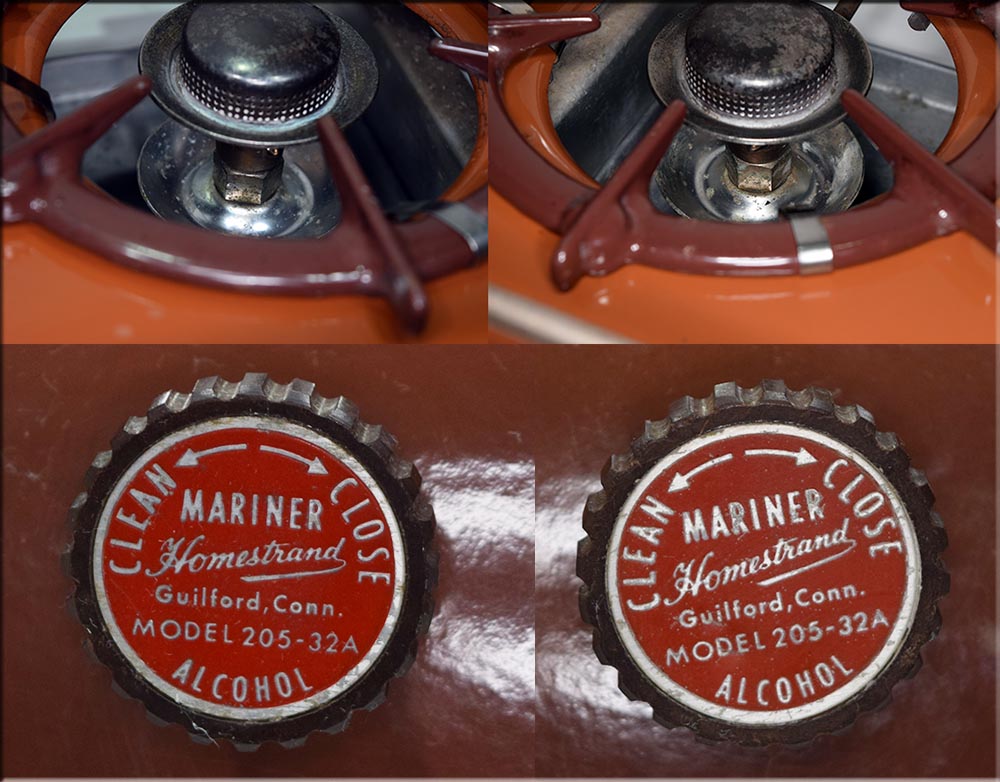 CLEAN CLOSE
MARINER
Homestrand
Guilford, Conn.
MODEL 205-32A
ALCOHOL
CLEAN CLOSE
MARINER
Homestrand
Guilford, Conn.
MODEL 205-32A
ALCOHOL